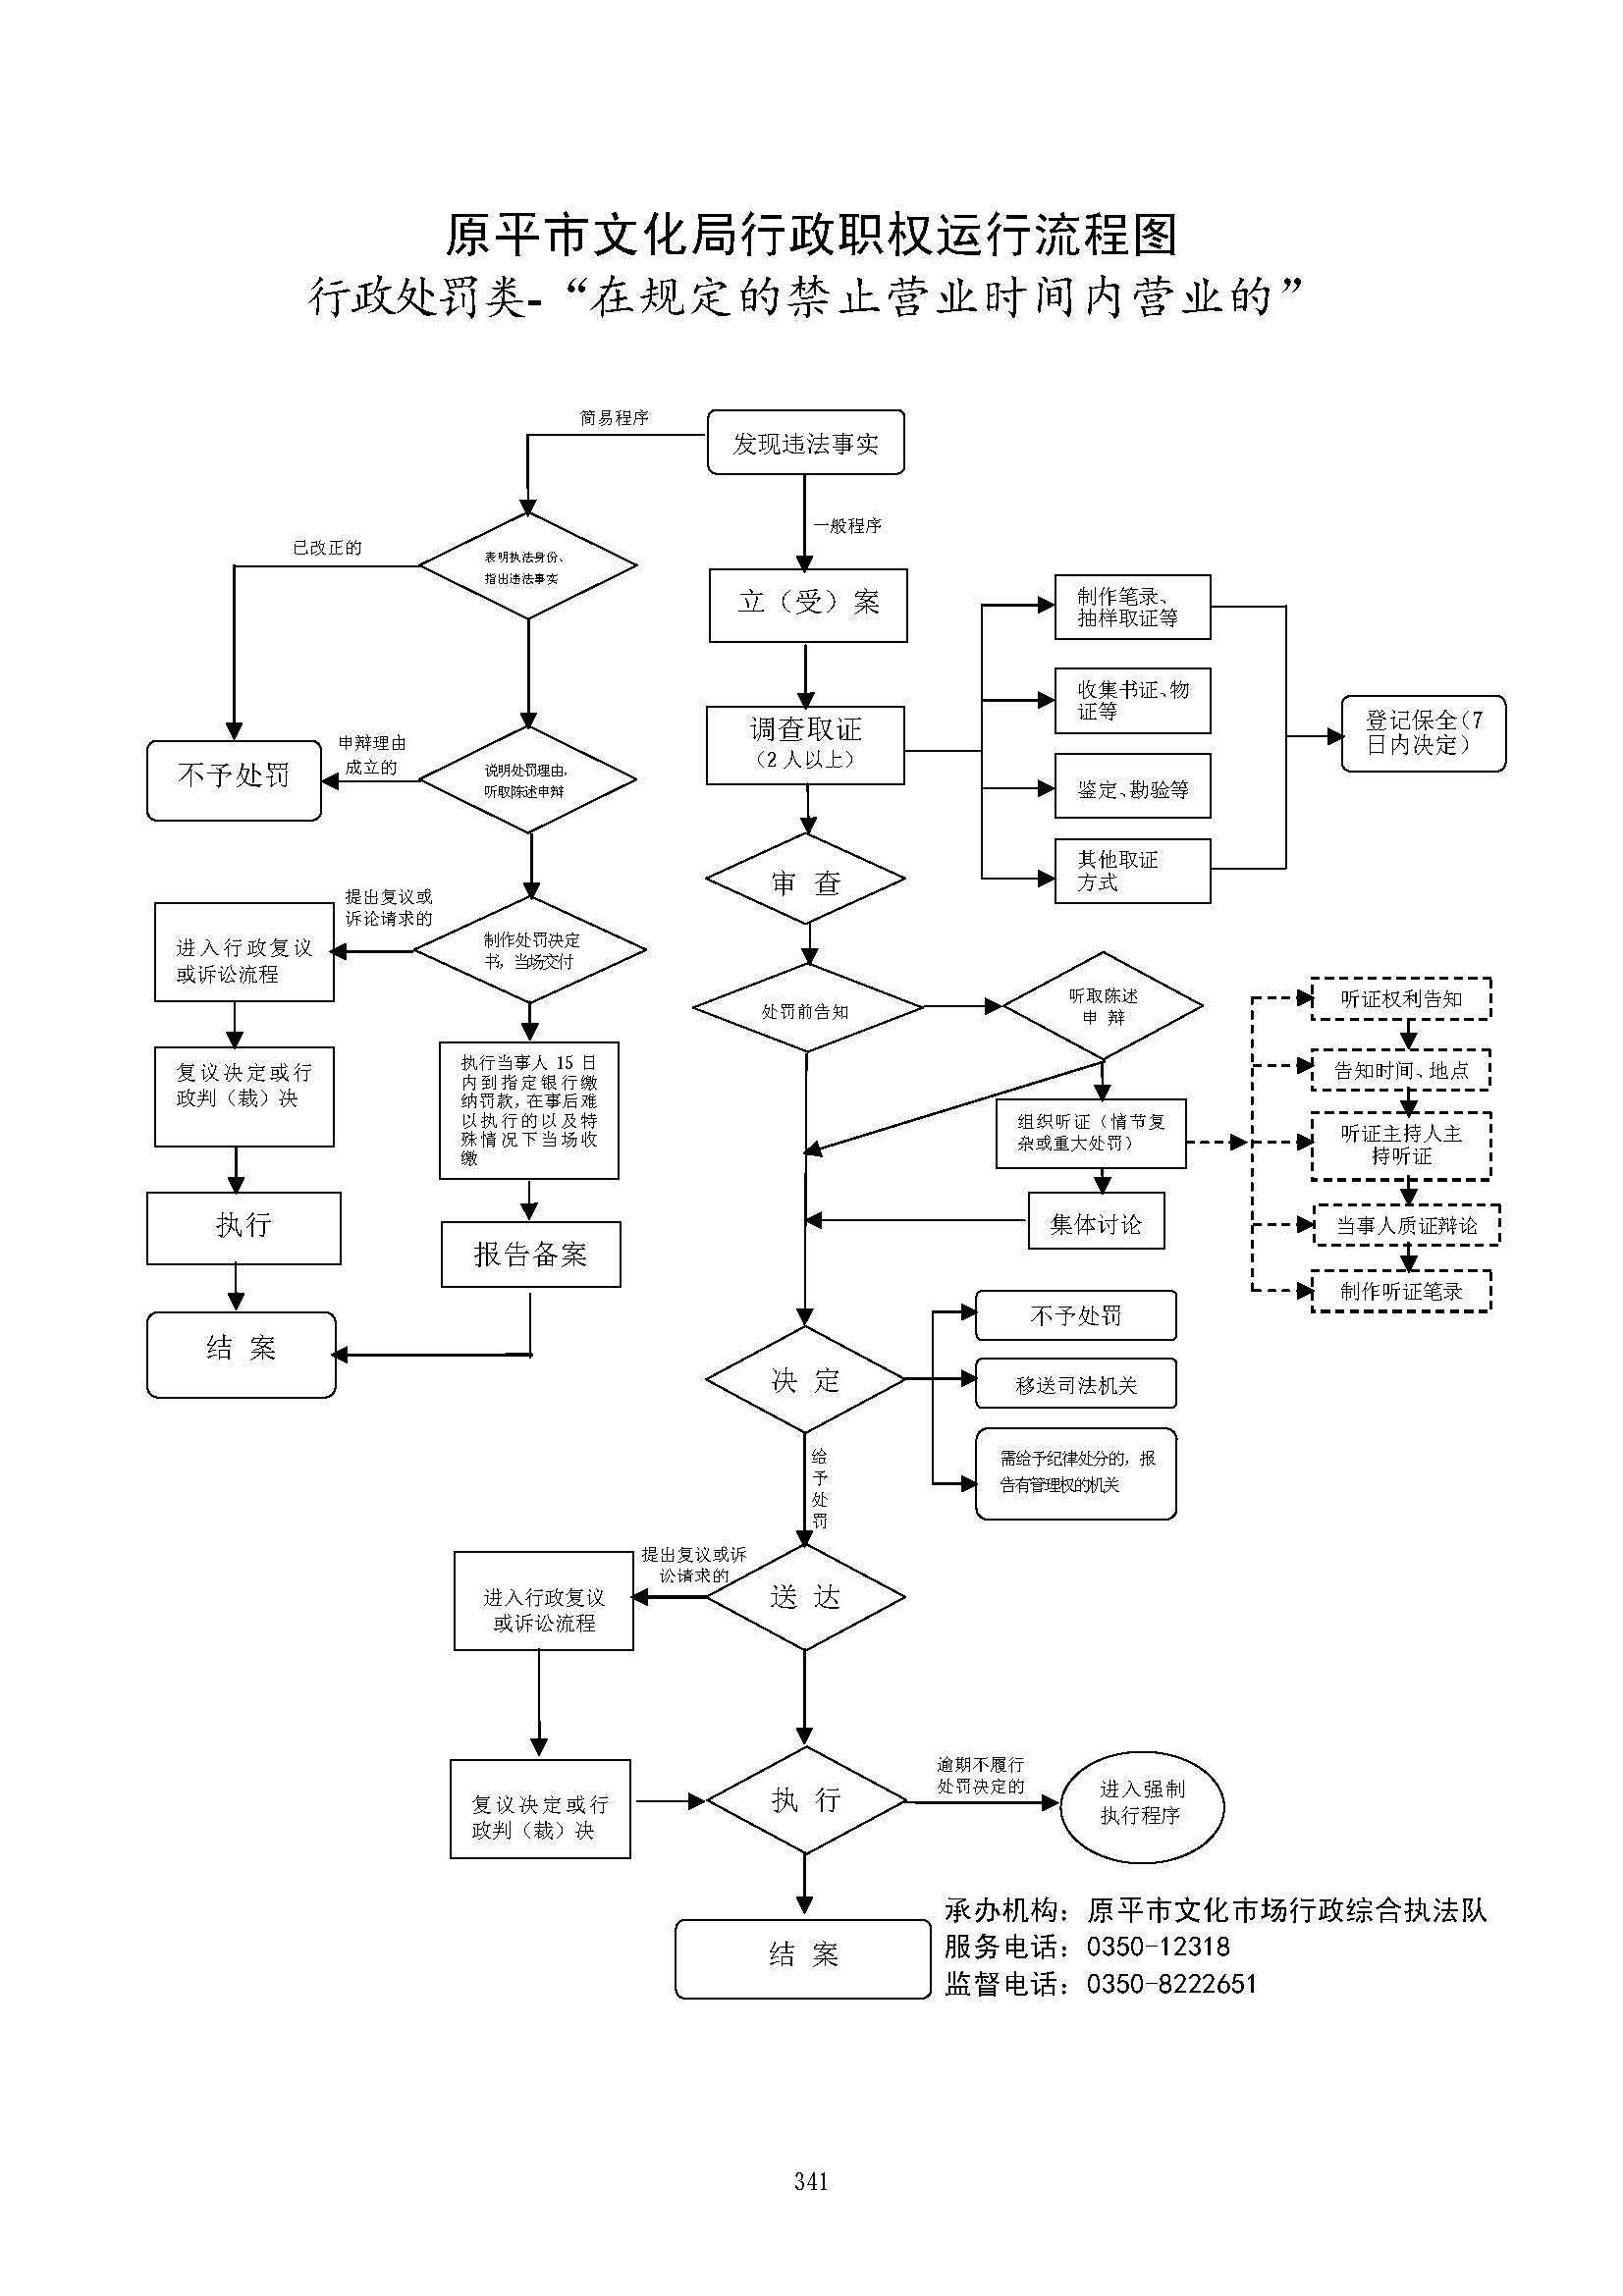 原平市文化局行政职权运行流程图
行政处罚类-“在规定的禁止营业时间内营业的”
简易程序
发现违法事实
一般程序
已改正的
表明执法身份、
指出违法事实
立（受）案
制作笔录、
抽样取证等
收集书证、物
证等
登记保全（7
日内决定）
调查取证
（2 人以上）
不予处罚
申辩理由
成立的
说明处罚理由，
听取陈述申辩
鉴定、勘验等
其他取证
方式
审 查
提出复议或
诉论请求的
进入行政复议
或诉讼流程
制作处罚决定
书，当场交付
处罚前告知
听取陈述
申 辩
听证权利告知
告知时间、地点
听证主持人主
持听证
当事人质证辩论
制作听证笔录
复议决定或行
政判（裁）决
执行当事人 15 日
内到指定银行缴
纳罚款，在事后难
以执行的以及特
殊情况下当场收
缴
组织听证（情节复
杂或重大处罚）
集体讨论
执行
报告备案
结 案
决 定
不予处罚
移送司法机关
需给予纪律处分的，报
告有管理权的机关
给
予
处
罚
提出复议或诉
讼请求的
进入行政复议
或诉讼流程
送 达
复议决定或行
政判（裁）决
执 行
逾期不履行
处罚决定的
进入强制
执行程序
结 案
承办机构：原平市文化市场行政综合执法队
服务电话：0350-12318
监督电话：0350-8222651
341